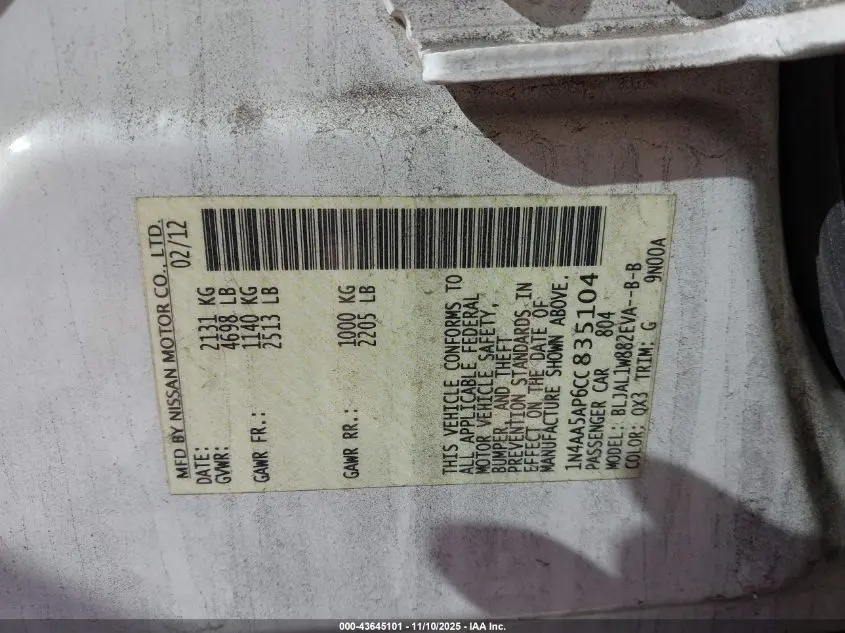 MFD BY NISSAN MOTOR CO., LTD.
DATE: 02/12
GVWR: 2131 KG
4698 LB
GAWR FR.: 1140 KG
2513 LB
GAWR RR.: 1000 KG
2205 LB
THIS VEHICLE CONFORMS TO
ALL APPLICABLE FEDERAL
MOTOR VEHICLE SAFETY,
BUMPER, AND THEFT
PREVENTION STANDARDS IN
EFFECT ON THE DATE OF
MANUFACTURE SHOWN ABOVE.
1N4AA5AP6CC835104
PASSENGER CAR 804
MODEL: BLJAL1W882EVA--B-B
COLOR: QX3 TRIM: G 9N00A
000-43645101 - 11/10/2025 - IAA Inc.